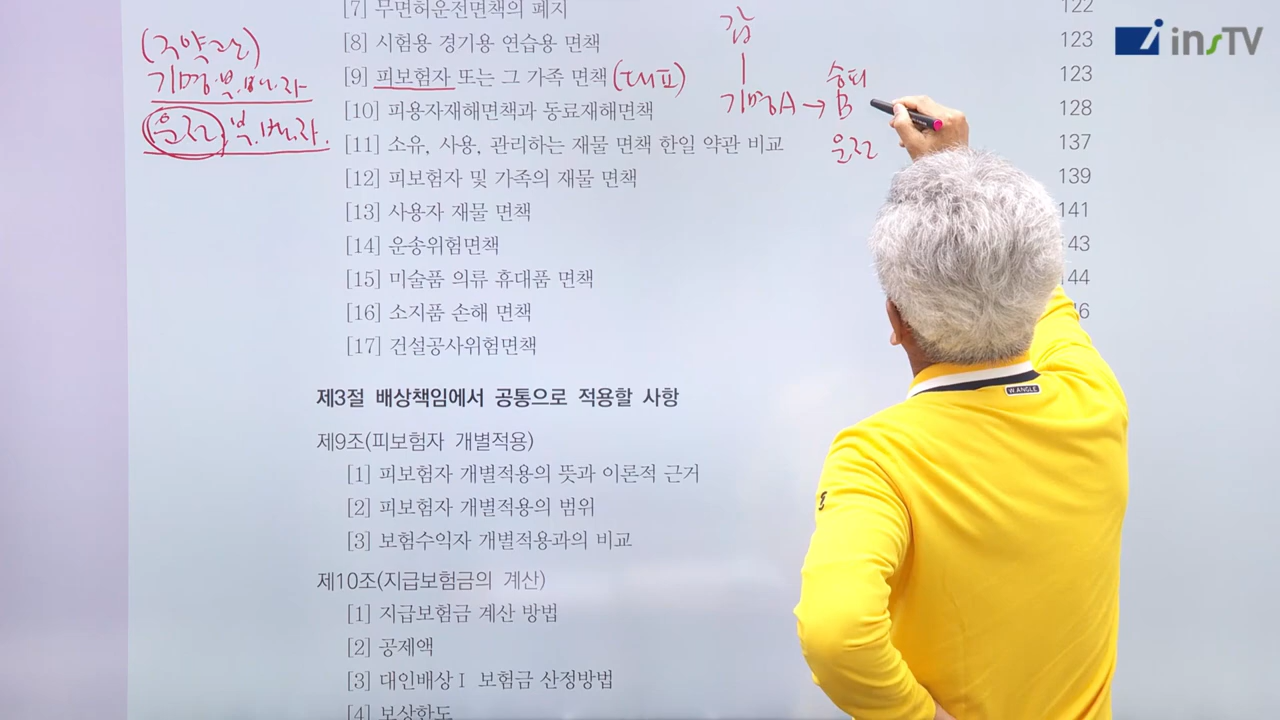 [7] 무면허운전면책의 폐지 122
[8] 시험용 경기용 연습용 면책 123
[9] 피보험자 또는 그 가족 면책 (대표) 123
[10] 피용자재해면책과 동료재해면책 128
[11] 소유, 사용, 관리하는 재물 면책 한일 약관 비교 137
[12] 피보험자 및 가족의 재물 면책 139
[13] 사용자 재물 면책 141
[14] 운송위험면책 43
[15] 미술품 의류 휴대품 면책 44
[16] 소지품 손해 면책 6
[17] 건설공사위험면책
제3절 배상책임에서 공통으로 적용할 사항
제9조(피보험자 개별적용)
[1] 피보험자 개별적용의 뜻과 이론적 근거
[2] 피보험자 개별적용의 범위
[3] 보험수익자 개별적용과의 비교
제10조(지급보험금의 계산)
[1] 지급보험금 계산 방법
[2] 공제액
[3] 대인배상Ⅰ 보험금 산정방법
[4] 보상한도
(구약관)
기명.부.배.자
운전.부.배.자.
갑
기명A → B
승피
운전
insTV
W.ANGLE